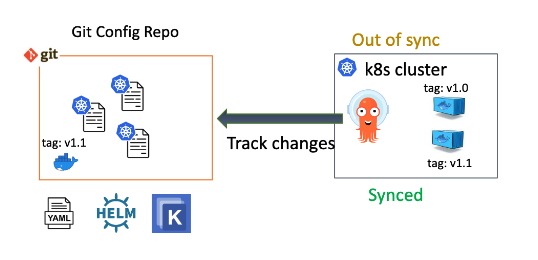 Git Config Repo
git
tag: v1.1
YAML
HELM
K
Track changes
Out of sync
k8s cluster
tag: v1.0
tag: v1.1
Synced